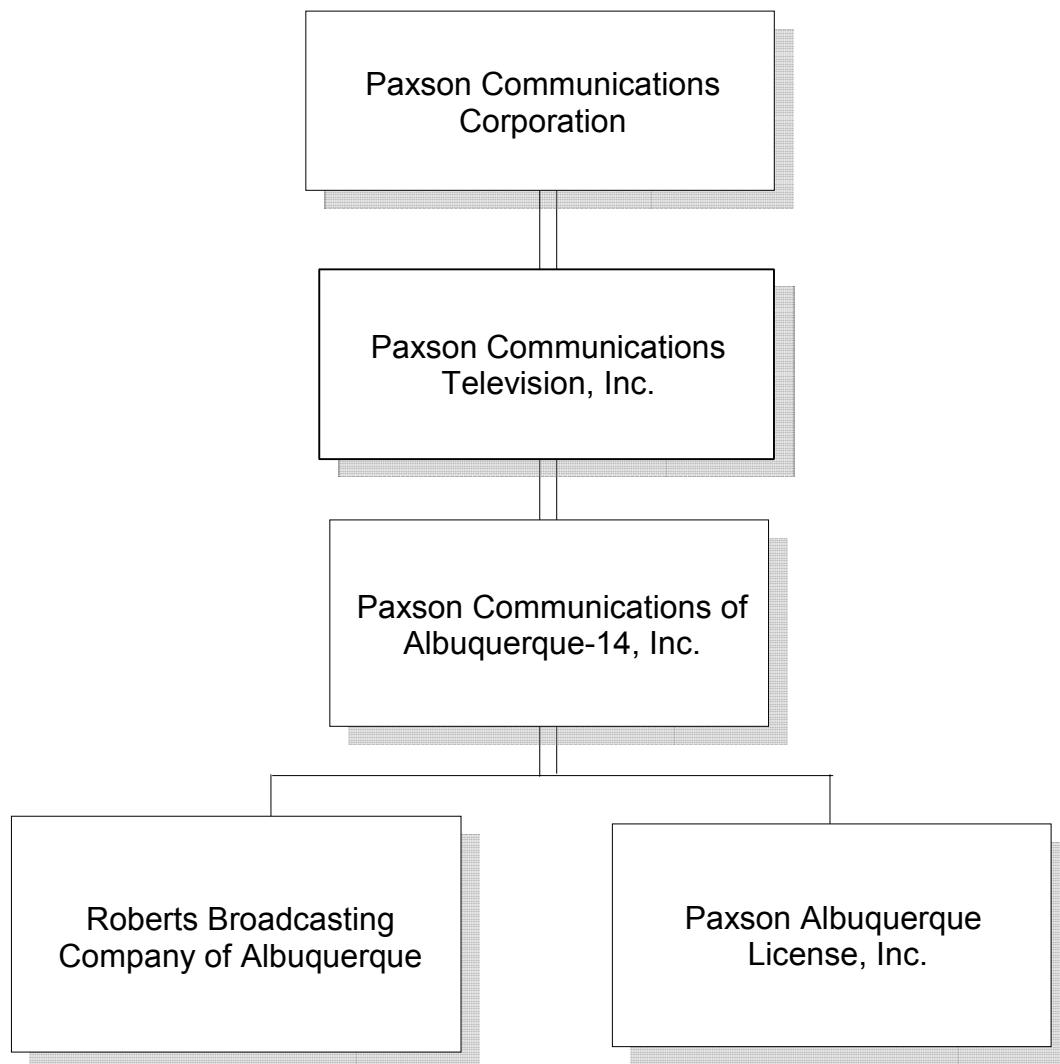 Paxson Communications
Corporation
Paxson Communications
Television, Inc.
Paxson Communications of
Albuquerque-14, Inc.
Roberts Broadcasting
Company of Albuquerque
Paxson Albuquerque
License, Inc.